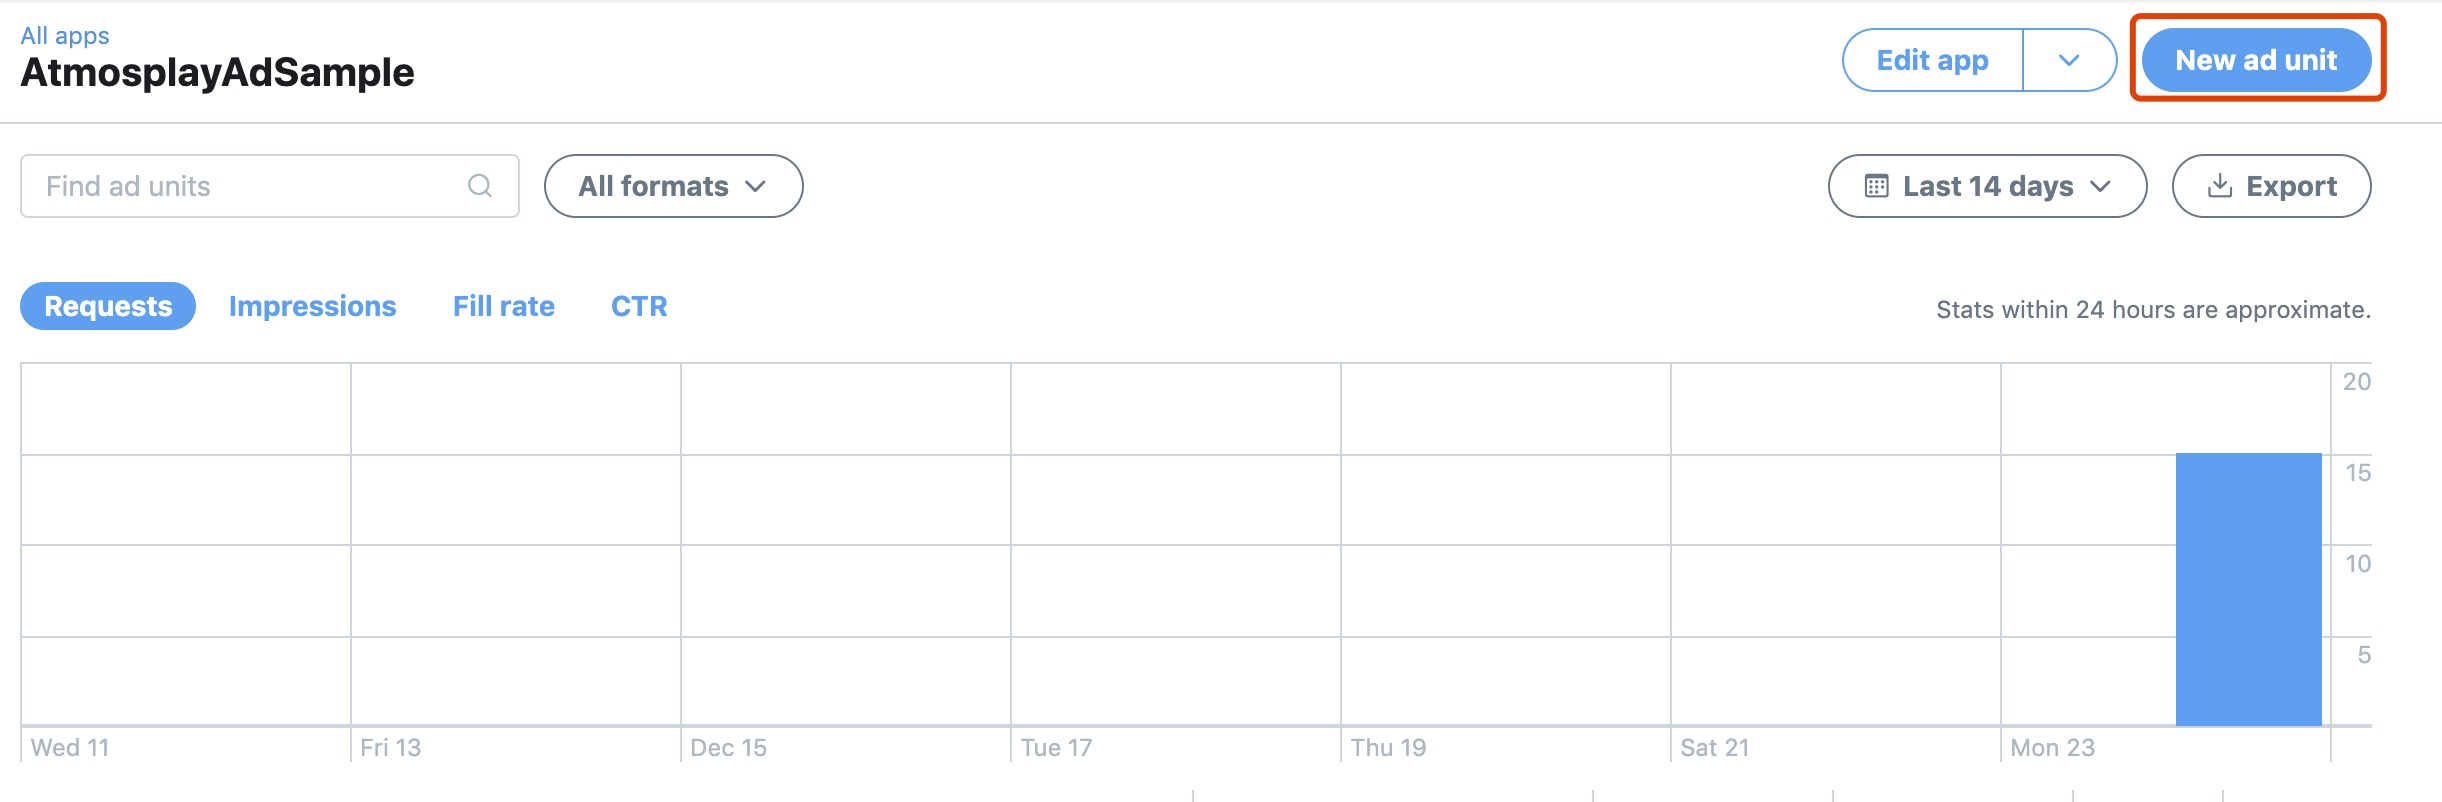 All apps
AtmosplayAdSample
Edit app
New ad unit
Find ad units
All formats
Last 14 days
Export
Requests
Impressions
Fill rate
CTR
Stats within 24 hours are approximate.
20
15
10
5
Wed 11
Fri 13
Dec 15
Tue 17
Thu 19
Sat 21
Mon 23